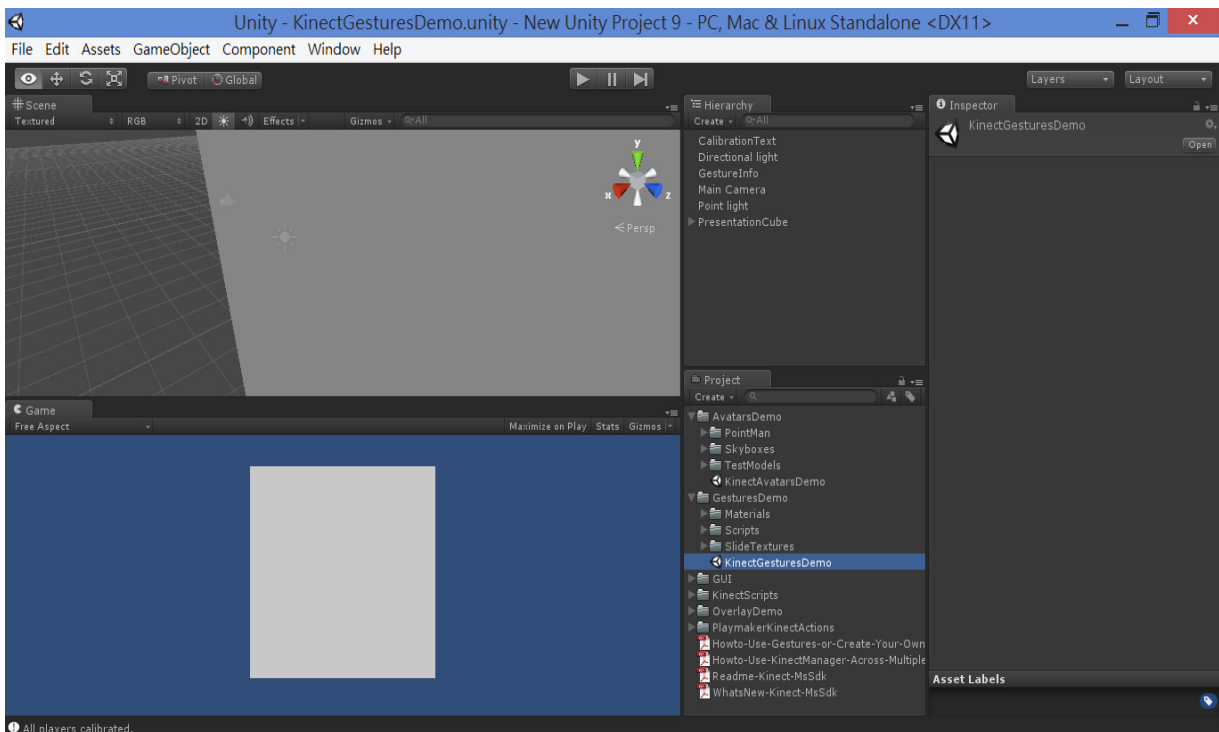 Unity - KinectGesturesDemo.unity - New Unity Project 9 - PC, Mac & Linux Standalone <DX11>
File Edit Assets GameObject Component Window Help
Pivot Global
Layers Layout
Scene
Textured RGB 2D Effects Gizmos All
y
x z
Persp
Game
Free Aspect Maximize on Play Stats Gizmos
Hierarchy
Create All
CalibrationText
Directional light
GestureInfo
Main Camera
Point light
PresentationCube
Project
Create
AvatarsDemo
PointMan
Skyboxes
TestModels
KinectAvatarsDemo
GesturesDemo
Materials
Scripts
SlideTextures
KinectGesturesDemo
GUI
KinectScripts
OverlayDemo
PlaymakerKinectActions
Howto-Use-Gestures-or-Create-Your-Own
Howto-Use-KinectManager-Across-Multiple
Readme-Kinect-MsSdk
WhatsNew-Kinect-MsSdk
Inspector
KinectGesturesDemo
Open
Asset Labels
All players calibrated.